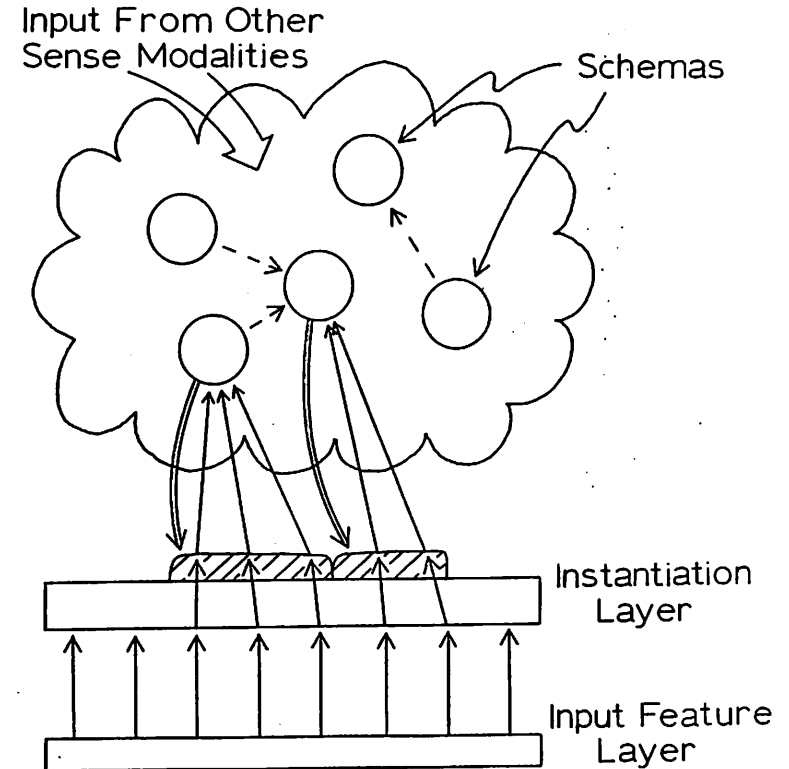 Input From Other
Sense Modalities
Schemas
Instantiation
Layer
Input Feature
Layer